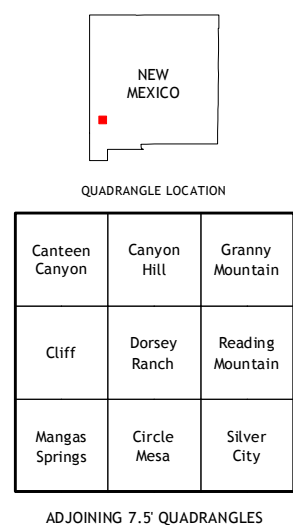 NEW
MEXICO
QUADRANGLE LOCATION
Canteen
Canyon
Canyon
Hill
Granny
Mountain
Cliff
Dorsey
Ranch
Reading
Mountain
Mangas
Springs
Circle
Mesa
Silver
City
ADJOINING 7.5' QUADRANGLES